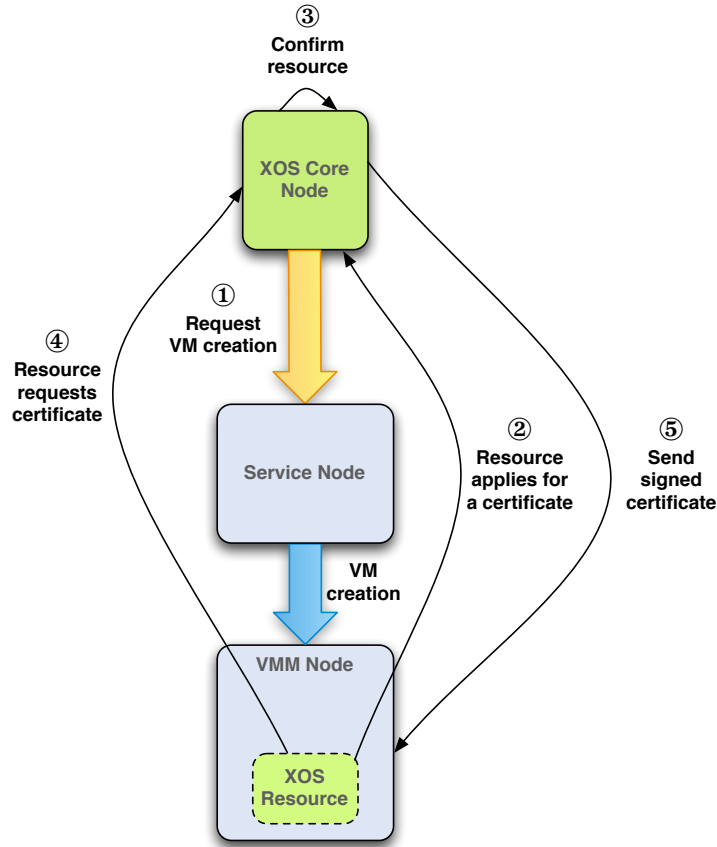 ③
Confirm
resource
XOS Core
Node
①
Request
VM creation
④
Resource
requests
certificate
②
Resource
applies for
a certificate
⑤
Send
signed
certificate
Service Node
VM
creation
VMM Node
XOS
Resource